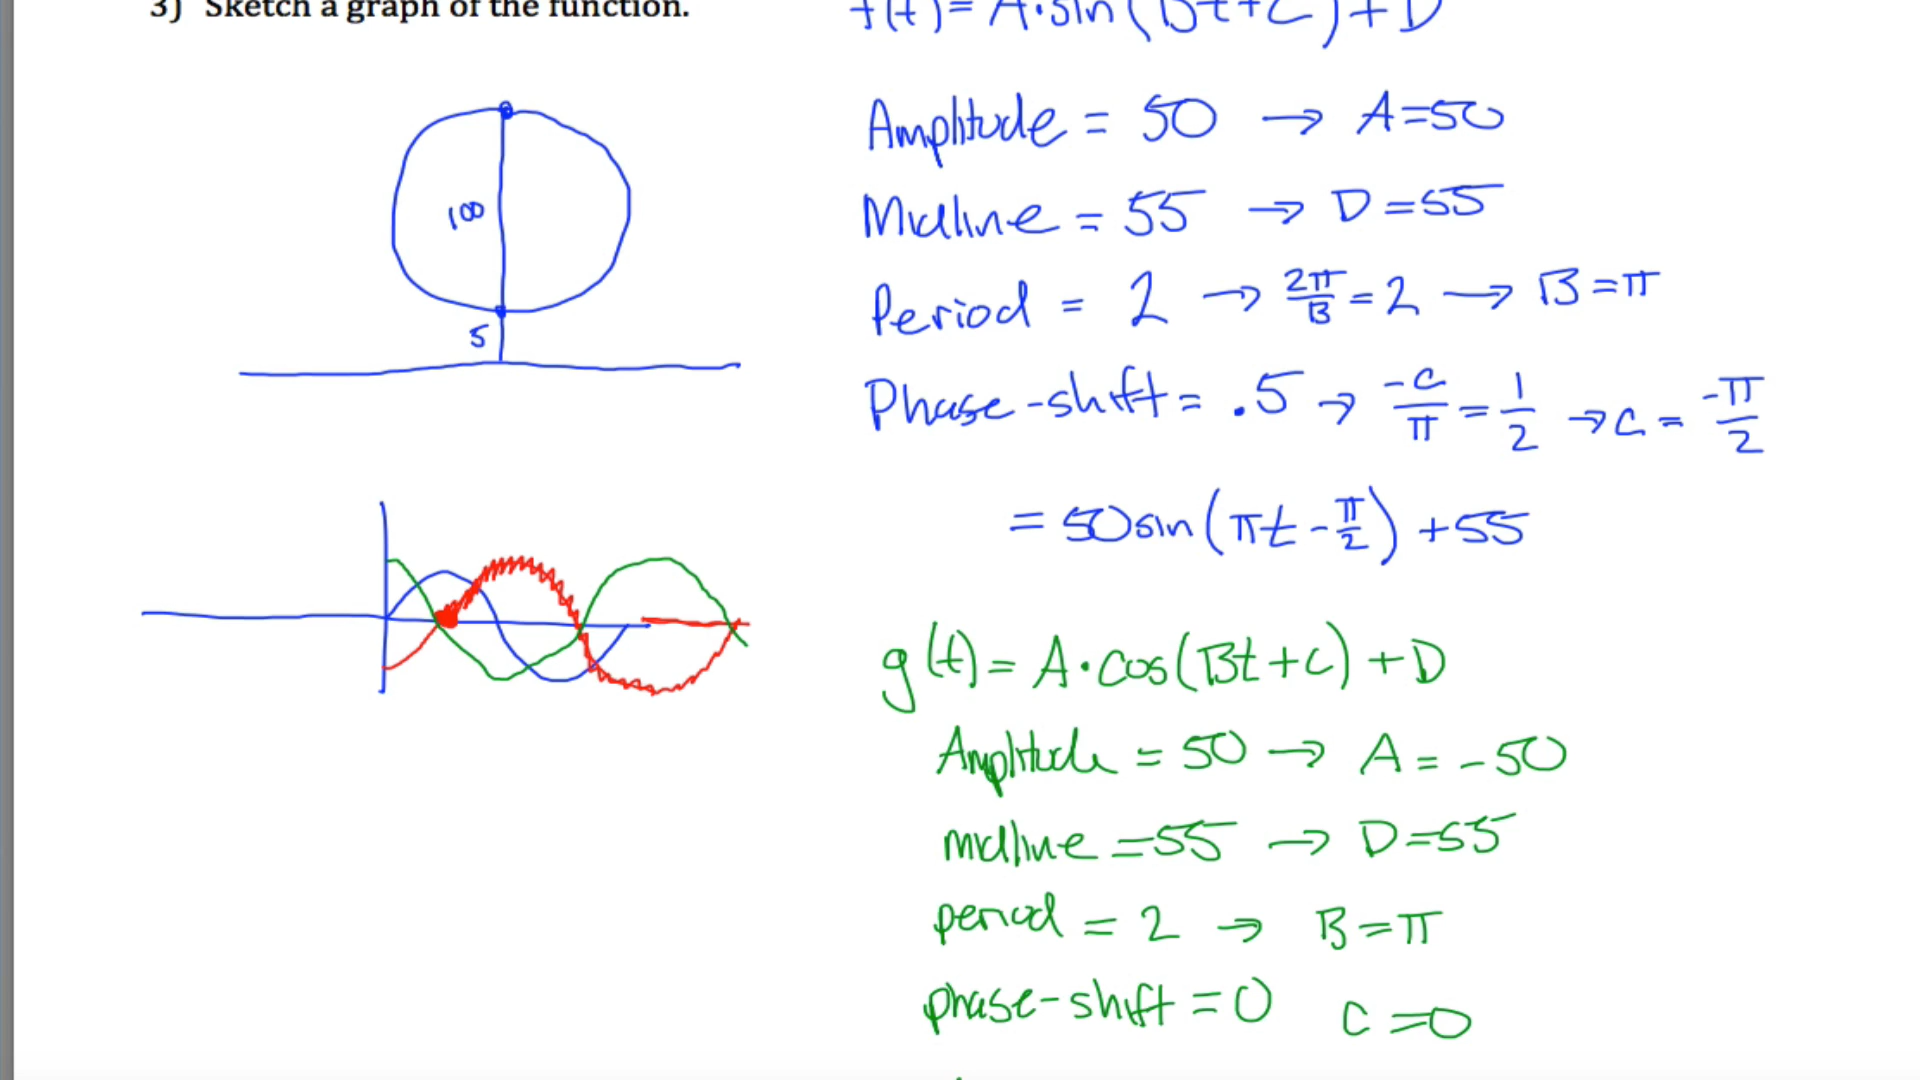 3) Sketch a graph of the function.
f(t) = A·sin(Bt+C)+D
100
5
Amplitude = 50 → A=50
Midline = 55 → D=55
Period = 2 → 2π/B = 2 → B=π
Phase-shift = .5 → -C/π = 1/2 → C = -π/2
= 50sin(πt - π/2) + 55
g(t) = A·cos(Bt+C)+D
Amplitude = 50 → A = -50
midline = 55 → D=55
period = 2 → B=π
phase-shift = 0 C=0